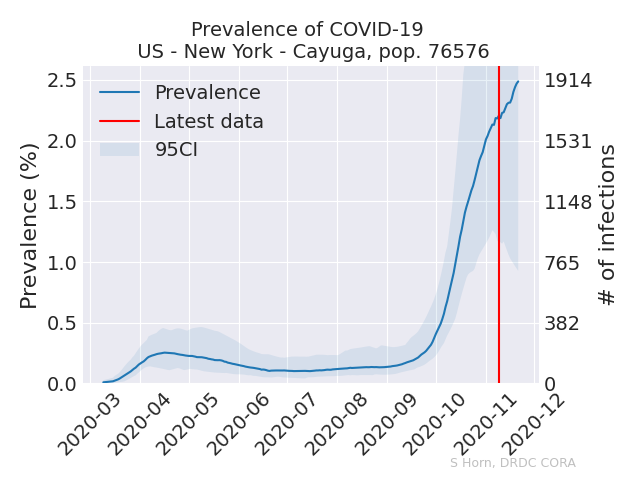 Prevalence of COVID-19
US - New York - Cayuga, pop. 76576
Prevalence (%)
2.5
2.0
1.5
1.0
0.5
0.0
Prevalence
Latest data
95CI
1914
1531
1148
765
382
0
# of infections
2020-03
2020-04
2020-05
2020-06
2020-07
2020-08
2020-09
2020-10
2020-11
2020-12
S Horn, DRDC CORA